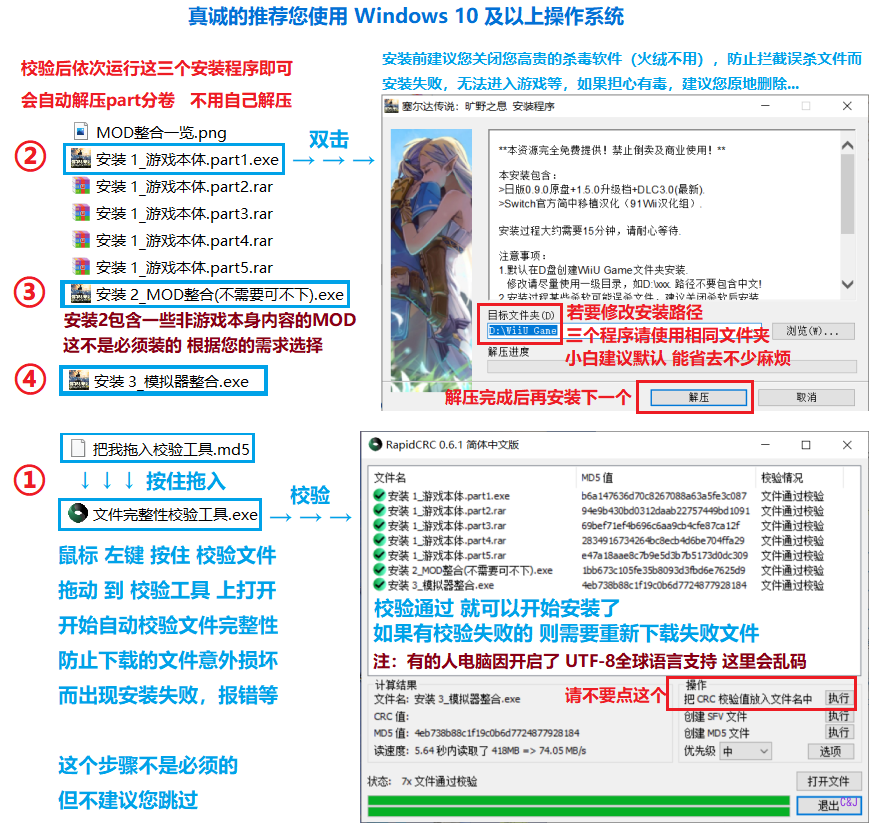 真诚的推荐您使用 Windows 10 及以上操作系统
校验后依次运行这三个安装程序即可
会自动解压part分卷 不用自己解压
MOD整合一览.png
② 安装 1_游戏本体.part1.exe
双击
→ → →
安装 1_游戏本体.part2.rar
安装 1_游戏本体.part3.rar
安装 1_游戏本体.part4.rar
安装 1_游戏本体.part5.rar
③ 安装 2_MOD整合(不需要可不下).exe
安装2包含一些非游戏本身内容的MOD
这不是必须装的 根据您的需求选择
④ 安装 3_模拟器整合.exe
安装前建议您关闭您高贵的杀毒软件（火绒不用），防止拦截误杀文件而
安装失败，无法进入游戏等，如果担心有毒，建议您原地删除...
塞尔达传说：旷野之息 安装程序
**本资源完全免费提供！禁止倒卖及商业使用！**
本安装包含：
>日版0.9.0原盘+1.5.0升级档+DLC3.0(最新).
>Switch官方简中移植汉化（91Wii汉化组）.
安装过程大约需要15分钟，请耐心等待.
注意事项：
1.默认在D盘创建WiiU Game文件夹安装.
修改请尽量使用一级目录，如D:\xxx. 路径不要包含中文!
2.安装过程某些杀软可能误杀文件，建议关闭杀软后安装
目标文件夹(D)
若要修改安装路径
D:\WiiU Game
三个程序请使用相同文件夹
浏览(W)...
解压进度
小白建议默认 能省去不少麻烦
解压完成后再安装下一个
解压
取消
把我拖入校验工具.md5
① ↓ ↓ ↓ 按住拖入
文件完整性校验工具.exe
校验
→ → →
鼠标 左键 按住 校验文件
拖动 到 校验工具 上打开
开始自动校验文件完整性
防止下载的文件意外损坏
而出现安装失败，报错等
这个步骤不是必须的
但不建议您跳过
RapidCRC 0.6.1 简体中文版
文件名 MD5 值 校验情况
安装 1_游戏本体.part1.exe b6a147636d70c8267088a63a5fe3c087 文件通过校验
安装 1_游戏本体.part2.rar 94e9b430bd0312daab22757449bd1091 文件通过校验
安装 1_游戏本体.part3.rar 69bef71ef4b696c6aa9cb4cfe87ca12f 文件通过校验
安装 1_游戏本体.part4.rar 2834916734264bc8ecb4d6be704ffa29 文件通过校验
安装 1_游戏本体.part5.rar e47a18aae8c7b9e5d3b7b5173d0dc309 文件通过校验
安装 2_MOD整合(不需要可不下).exe 1bb673c105fe35b8093d3fbd6e7625d9 文件通过校验
安装 3_模拟器整合.exe 4eb738b88c1f19c0b6d7724877928184 文件通过校验
校验通过 就可以开始安装了
如果有校验失败的 则需要重新下载失败文件
注：有的人电脑因开启了 UTF-8全球语言支持 这里会乱码
计算结果
文件名: 安装 3_模拟器整合.exe
CRC 值:
MD5 值: 4eb738b88c1f19c0b6d7724877928184
读速度: 5.64 秒内读取了 418MB => 74.05 MB/s
请不要点这个
操作
把 CRC 校验值放入文件名中 执行
创建 SFV 文件 执行
创建 MD5 文件 执行
优先级 中 选项
状态: 7x 文件通过校验
打开文件
退出
C&J